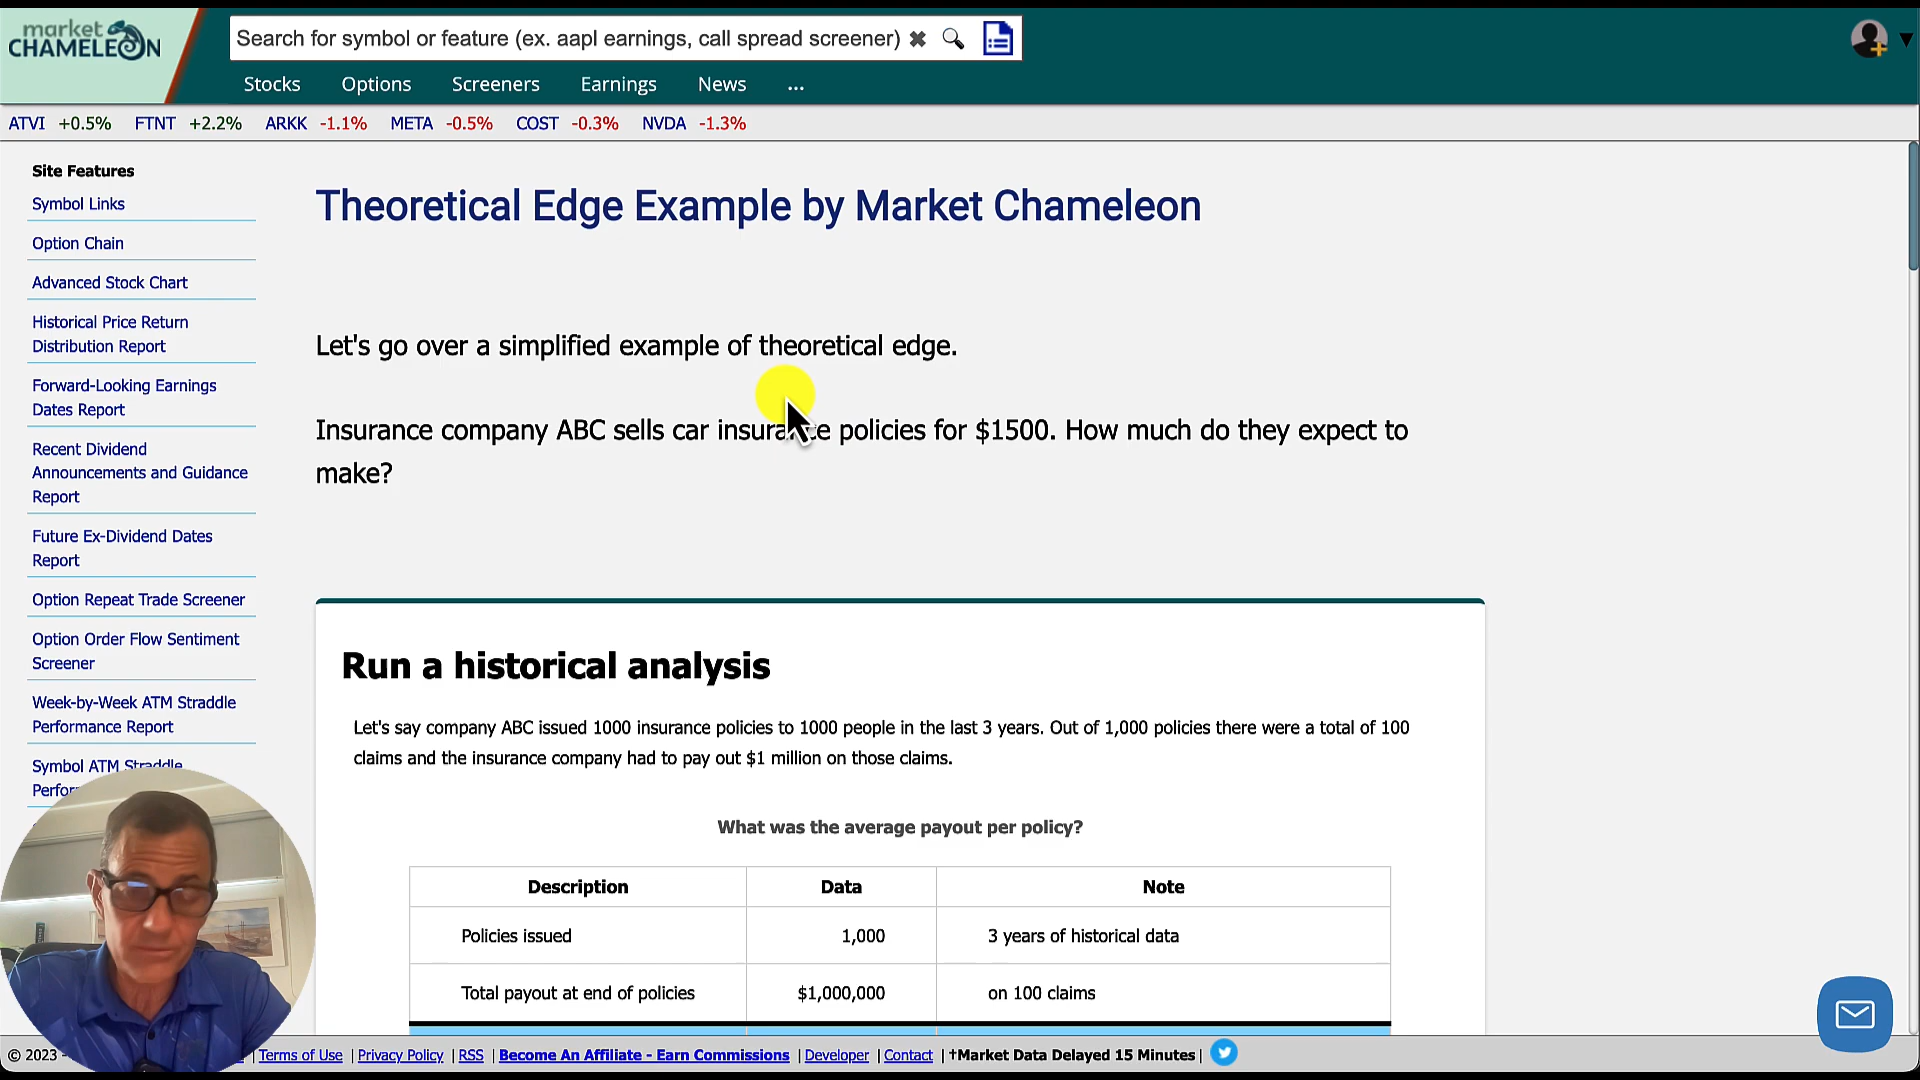 market
CHAMELEON
Search for symbol or feature (ex. aapl earnings, call spread screener)
Stocks Options Screeners Earnings News ...
ATVI +0.5% FTNT +2.2% ARKK -1.1% META -0.5% COST -0.3% NVDA -1.3%
Site Features
Symbol Links
Option Chain
Advanced Stock Chart
Historical Price Return
Distribution Report
Forward-Looking Earnings
Dates Report
Recent Dividend
Announcements and Guidance
Report
Future Ex-Dividend Dates
Report
Option Repeat Trade Screener
Option Order Flow Sentiment
Screener
Week-by-Week ATM Straddle
Performance Report
Symbol ATM Straddle
Theoretical Edge Example by Market Chameleon
Let's go over a simplified example of theoretical edge.
Insurance company ABC sells car insurance policies for $1500. How much do they expect to
make?
Run a historical analysis
Let's say company ABC issued 1000 insurance policies to 1000 people in the last 3 years. Out of 1,000 policies there were a total of 100
claims and the insurance company had to pay out $1 million on those claims.
What was the average payout per policy?
Description Data Note
Policies issued 1,000 3 years of historical data
Total payout at end of policies $1,000,000 on 100 claims
© 2023 - | Terms of Use | Privacy Policy | RSS | Become An Affiliate - Earn Commissions | Developer | Contact | †Market Data Delayed 15 Minutes |